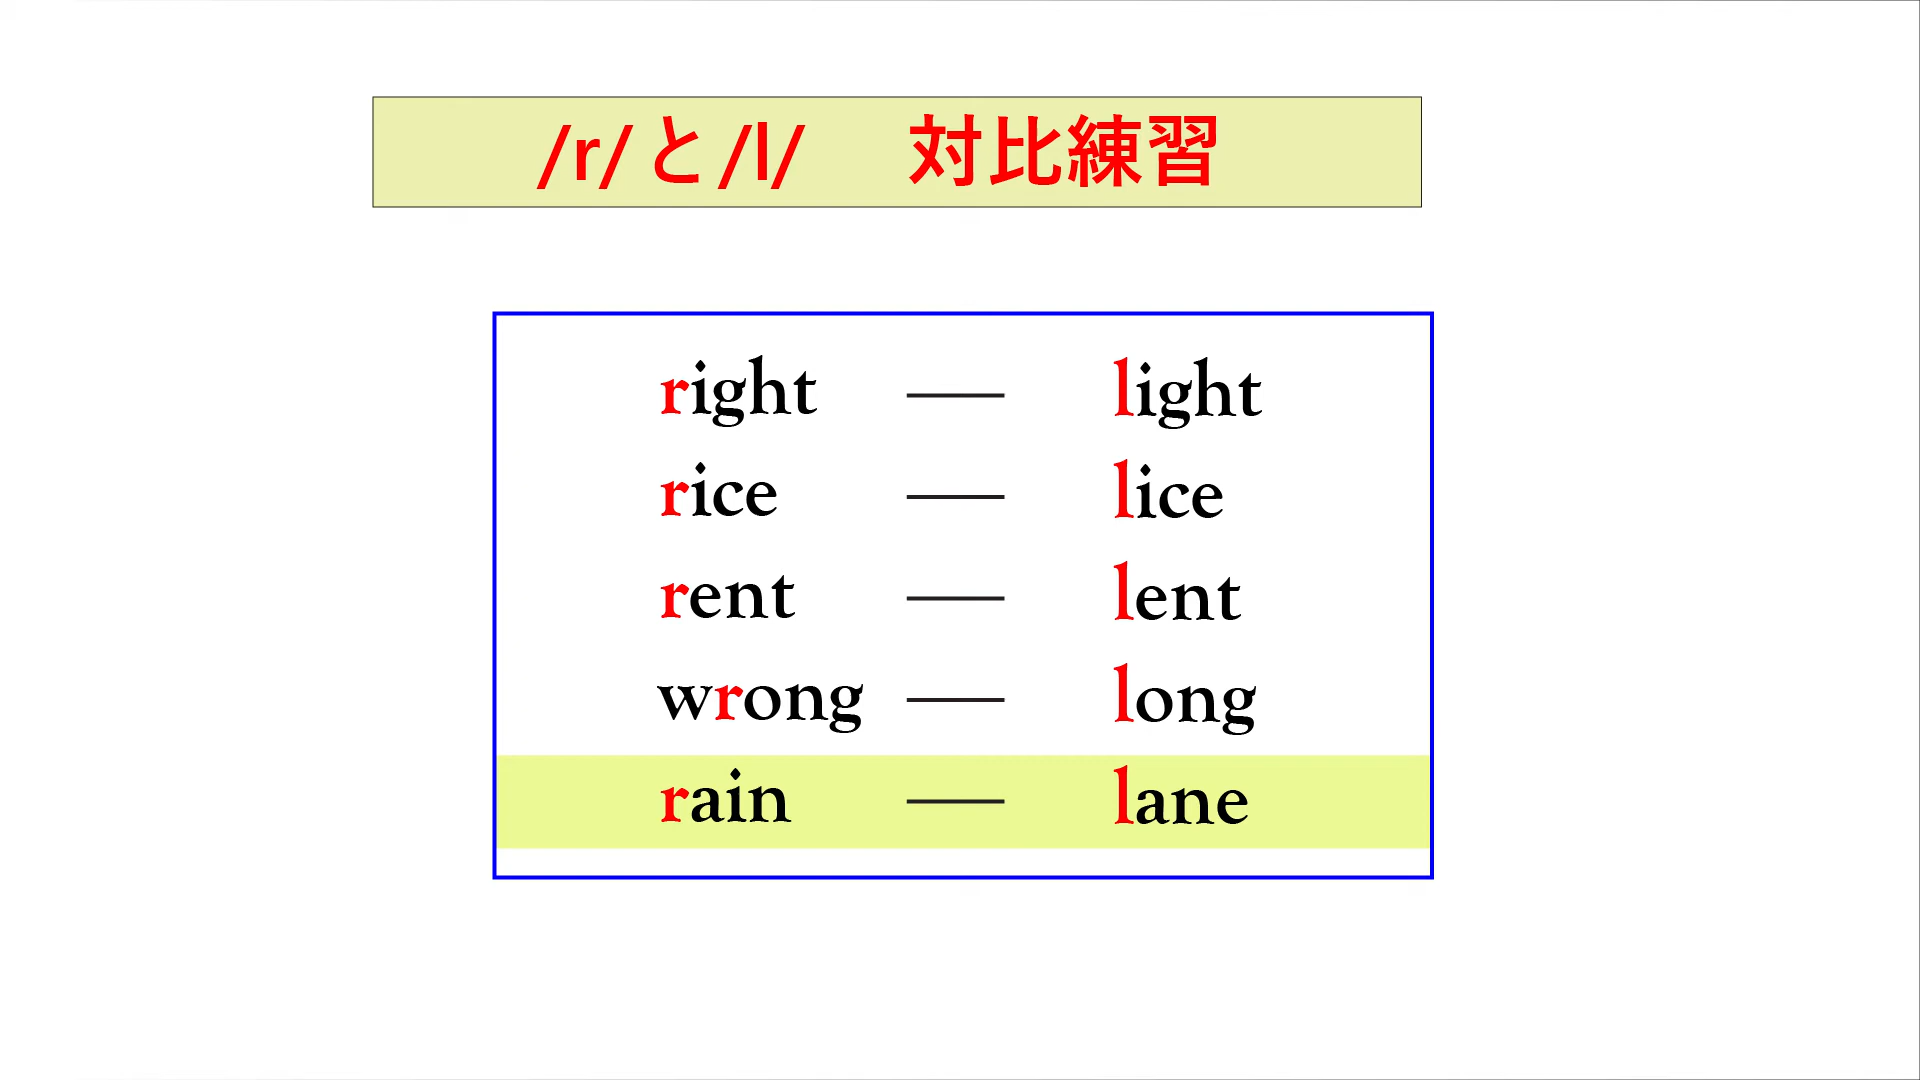 /r/と/l/　対比練習
right — light
rice — lice
rent — lent
wrong — long
rain — lane